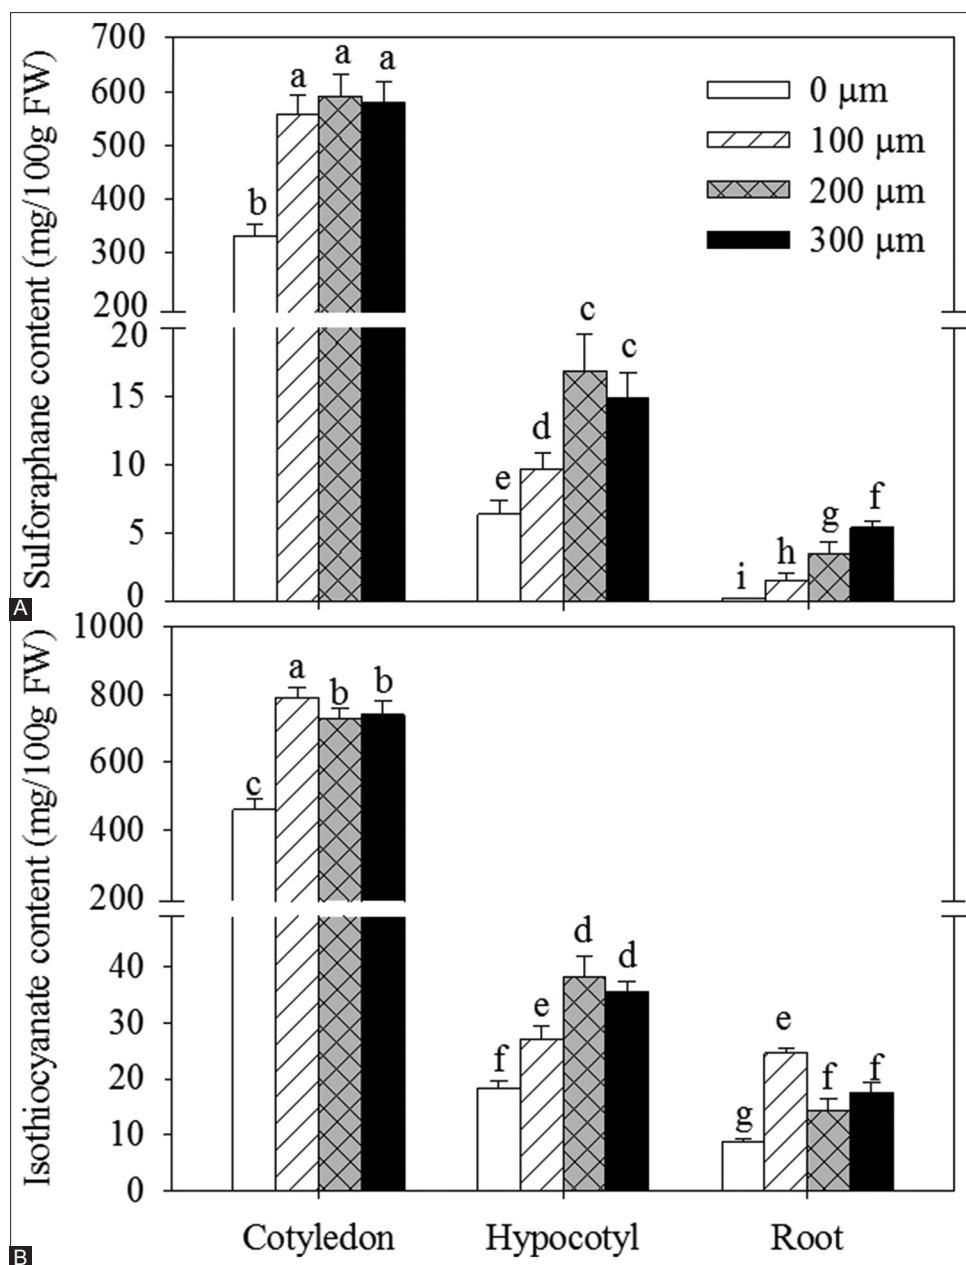 Sulforaphane content (mg/100g FW)
700
600
500
400
300
200
20
15
10
5
0
b a a a
e d c c
i h g f
0 μm
100 μm
200 μm
300 μm
A
Isothiocyanate content (mg/100g FW)
1000
800
600
400
200
40
30
20
10
0
c a b b
f e d d
g e f f
Cotyledon Hypocotyl Root
B